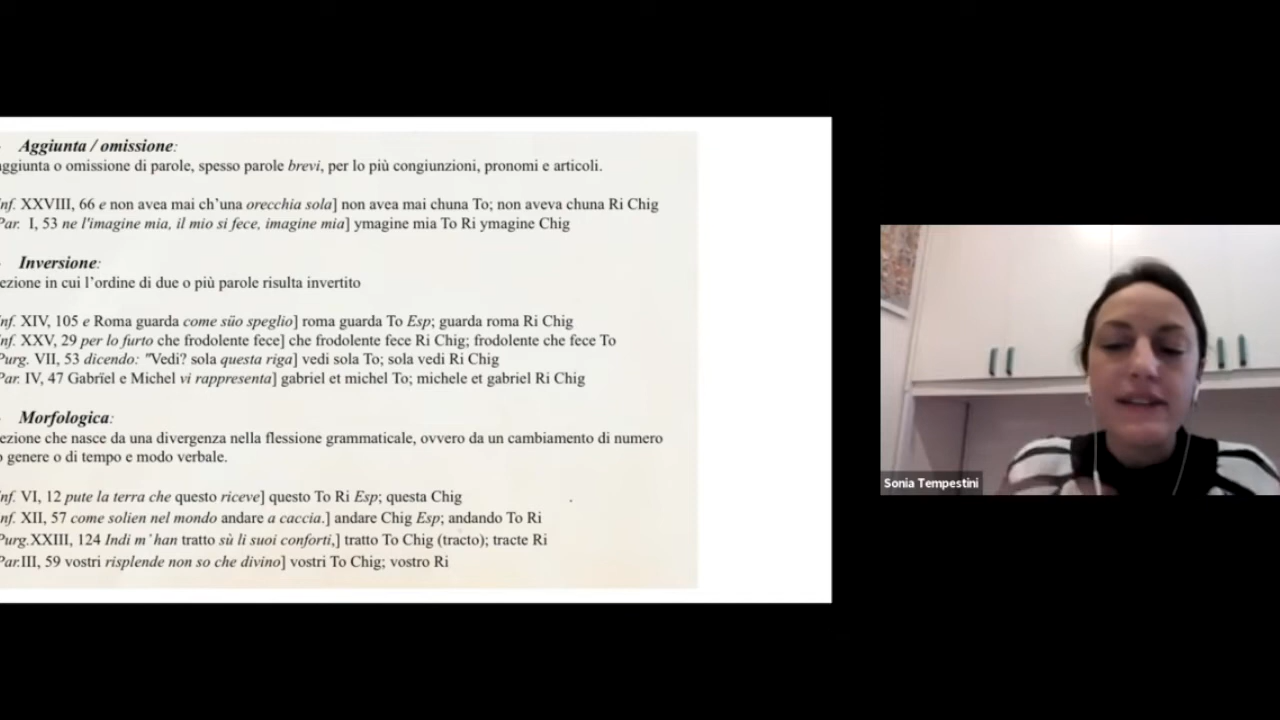 Aggiunta / omissione:
aggiunta o omissione di parole, spesso parole brevi, per lo più congiunzioni, pronomi e articoli.
Inf. XXVIII, 66 e non avea mai ch'una orecchia sola] non avea mai chuna To; non aveva chuna Ri Chig
Par. I, 53 ne l'imagine mia, il mio si fece, imagine mia] ymagine mia To Ri ymagine Chig
Inversione:
ezione in cui l'ordine di due o più parole risulta invertito
Inf. XIV, 105 e Roma guarda come süo speglio] roma guarda To Esp; guarda roma Ri Chig
Inf. XXV, 29 per lo furto che frodolente fece] che frodolente fece Ri Chig; frodolente che fece To
Purg. VII, 53 dicendo: "Vedi? sola questa riga] vedi sola To; sola vedi Ri Chig
Par. IV, 47 Gabrïel e Michel vi rappresenta] gabriel et michel To; michele et gabriel Ri Chig
Morfologica:
ezione che nasce da una divergenza nella flessione grammaticale, ovvero da un cambiamento di numero
o genere o di tempo e modo verbale.
Inf. VI, 12 pute la terra che questo riceve] questo To Ri Esp; questa Chig
Inf. XII, 57 come solien nel mondo andare a caccia.] andare Chig Esp; andando To Ri
Purg.XXIII, 124 Indi m'han tratto sù li suoi conforti,] tratto To Chig (tracto); tracte Ri
Par.III, 59 vostri risplende non so che divino] vostri To Chig; vostro Ri
Sonia Tempestini